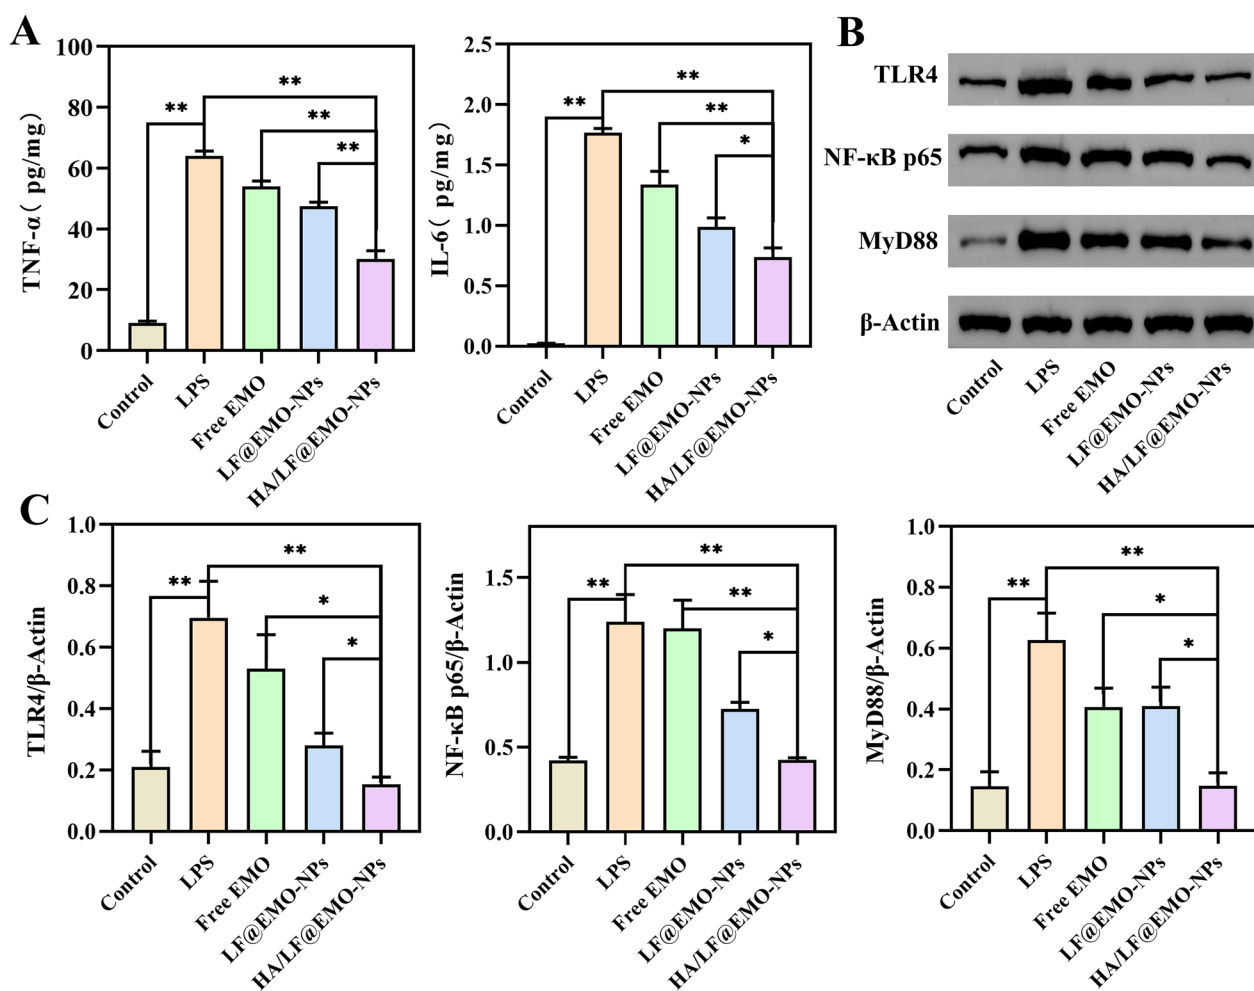 A
B
TNF-α( pg/mg)
100
80
60
40
20
0
**
**
**
**
Control
LPS
Free EMO
LF@EMO-NPs
HA/LF@EMO-NPs
IL-6( pg/mg)
2.5
2.0
1.5
1.0
0.5
0.0
**
**
**
*
Control
LPS
Free EMO
LF@EMO-NPs
HA/LF@EMO-NPs
TLR4
NF-κB p65
MyD88
β-Actin
Control
LPS
Free EMO
LF@EMO-NPs
HA/LF@EMO-NPs
C
TLR4/β-Actin
1.0
0.8
0.6
0.4
0.2
0.0
**
**
*
*
Control
LPS
Free EMO
LF@EMO-NPs
HA/LF@EMO-NPs
NF-κB p65/β-Actin
1.5
1.0
0.5
0.0
**
**
**
*
Control
LPS
Free EMO
LF@EMO-NPs
HA/LF@EMO-NPs
MyD88/β-Actin
1.0
0.8
0.6
0.4
0.2
0.0
**
**
*
*
Control
LPS
Free EMO
LF@EMO-NPs
HA/LF@EMO-NPs